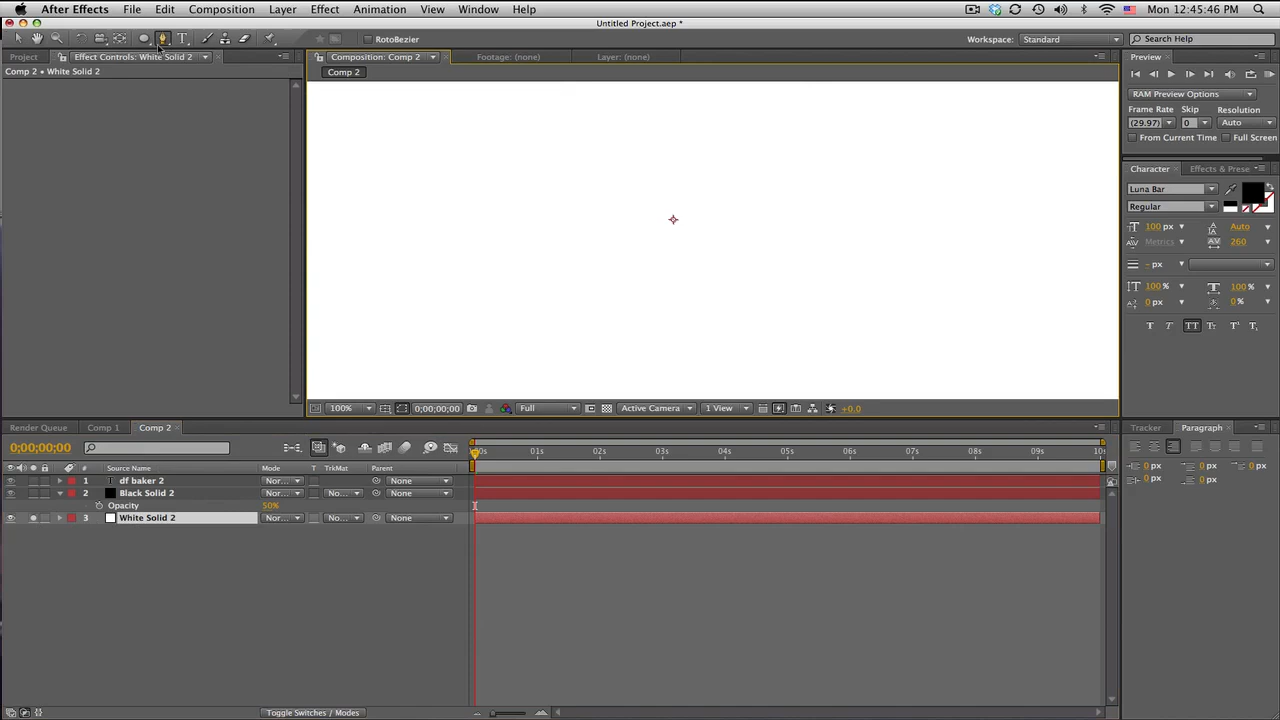 After Effects File Edit Composition Layer Effect Animation View Window Help Mon 12:45:46 PM
Untitled Project.aep *
RotoBezier Workspace: Standard Search Help
Project Effect Controls: White Solid 2 Composition: Comp 2 Footage: (none) Layer: (none) Preview
Comp 2 • White Solid 2 Comp 2
RAM Preview Options
Frame Rate Skip Resolution
(29.97) 0 Auto
From Current Time Full Screen
Character Effects & Prese
Luna Bar
Regular
100 px Auto
Metrics 260
- px
100 % 100 %
0 px 0 %
TT
100% 0;00;00;00 Full Active Camera 1 View +0.0
Render Queue Comp 1 Comp 2 Tracker Paragraph
0;00;00;00 00s 01s 02s 03s 04s 05s 06s 07s 08s 09s 10s
0 px 0 px 0 px
0 px 0 px
# Source Name Mode T TrkMat Parent
1 T df baker 2 Nor... None
2 Black Solid 2 Nor... No... None
Opacity 50%
3 White Solid 2 Nor... No... None
Toggle Switches / Modes